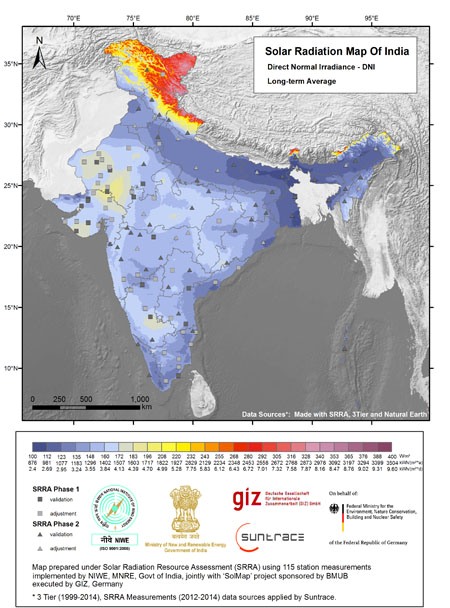 70°E 75°E 80°E 85°E 90°E 95°E
Solar Radiation Map Of India
Direct Normal Irradiance - DNI
Long-term Average
N
35°N
30°N
25°N
20°N
15°N
10°N
0 250 500 1,000
km
Data Sources*: Made with SRRA, 3Tier and Natural Earth
100 112 123 135 148 160 172 183 196 208 220 232 243 255 268 280 292 303 315 328 340 352 365 376 388 400 W/m²
876 981 1077 1183 1296 1402 1507 1603 1717 1822 1927 2829 2129 2234 2348 2453 2556 2672 2768 2873 2978 3092 3197 3294 3399 3504 kWh/(m²*a)
2.4 2.69 2.95 3.24 3.55 3.84 4.13 4.39 4.70 4.99 5.28 5.75 5.83 6.12 6.43 6.72 7.01 7.32 7.58 7.87 8.16 8.47 8.76 9.02 9.31 9.60 kWh/(m²*d)
SRRA Phase 1
validation
adjustment
SRRA Phase 2
validation
adjustment
नीवे NIWE
(ISO 9001:2008)
सत्यमेव जयते
Ministry of New and Renewable Energy
Government of India
giz Deutsche Gesellschaft
für Internationale
Zusammenarbeit (GIZ) GmbH
suntrace
On behalf of:
Federal Ministry for the
Environment, Nature Conservation,
Building and Nuclear Safety
of the Federal Republic of Germany
Map prepared under Solar Radiation Resource Assessment (SRRA) using 115 station measurements
implemented by NIWE, MNRE, Govt of India, jointly with 'SolMap' project sponsored by BMUB
executed by GIZ, Germany
* 3 Tier (1999-2014), SRRA Measurements (2012-2014) data sources applied by Suntrace.